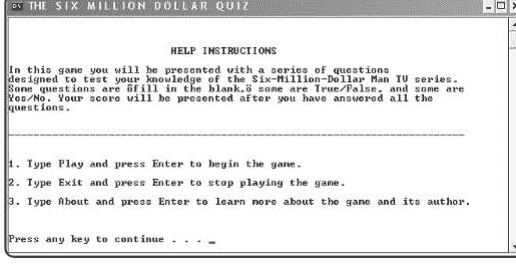 THE SIX MILLION DOLLAR QUIZ
HELP INSTRUCTIONS
In this game you will be presented with a series of questions
designed to test your knowledge of the Six-Million-Dollar Man TV series.
Some questions are ôfill in the blank,ö some are True/False, and some are
Yes/No. Your score will be presented after you have answered all the
questions.
1. Type Play and press Enter to begin the game.
2. Type Exit and press Enter to stop playing the game.
3. Type About and press Enter to learn more about the game and its author.
Press any key to continue . . . _